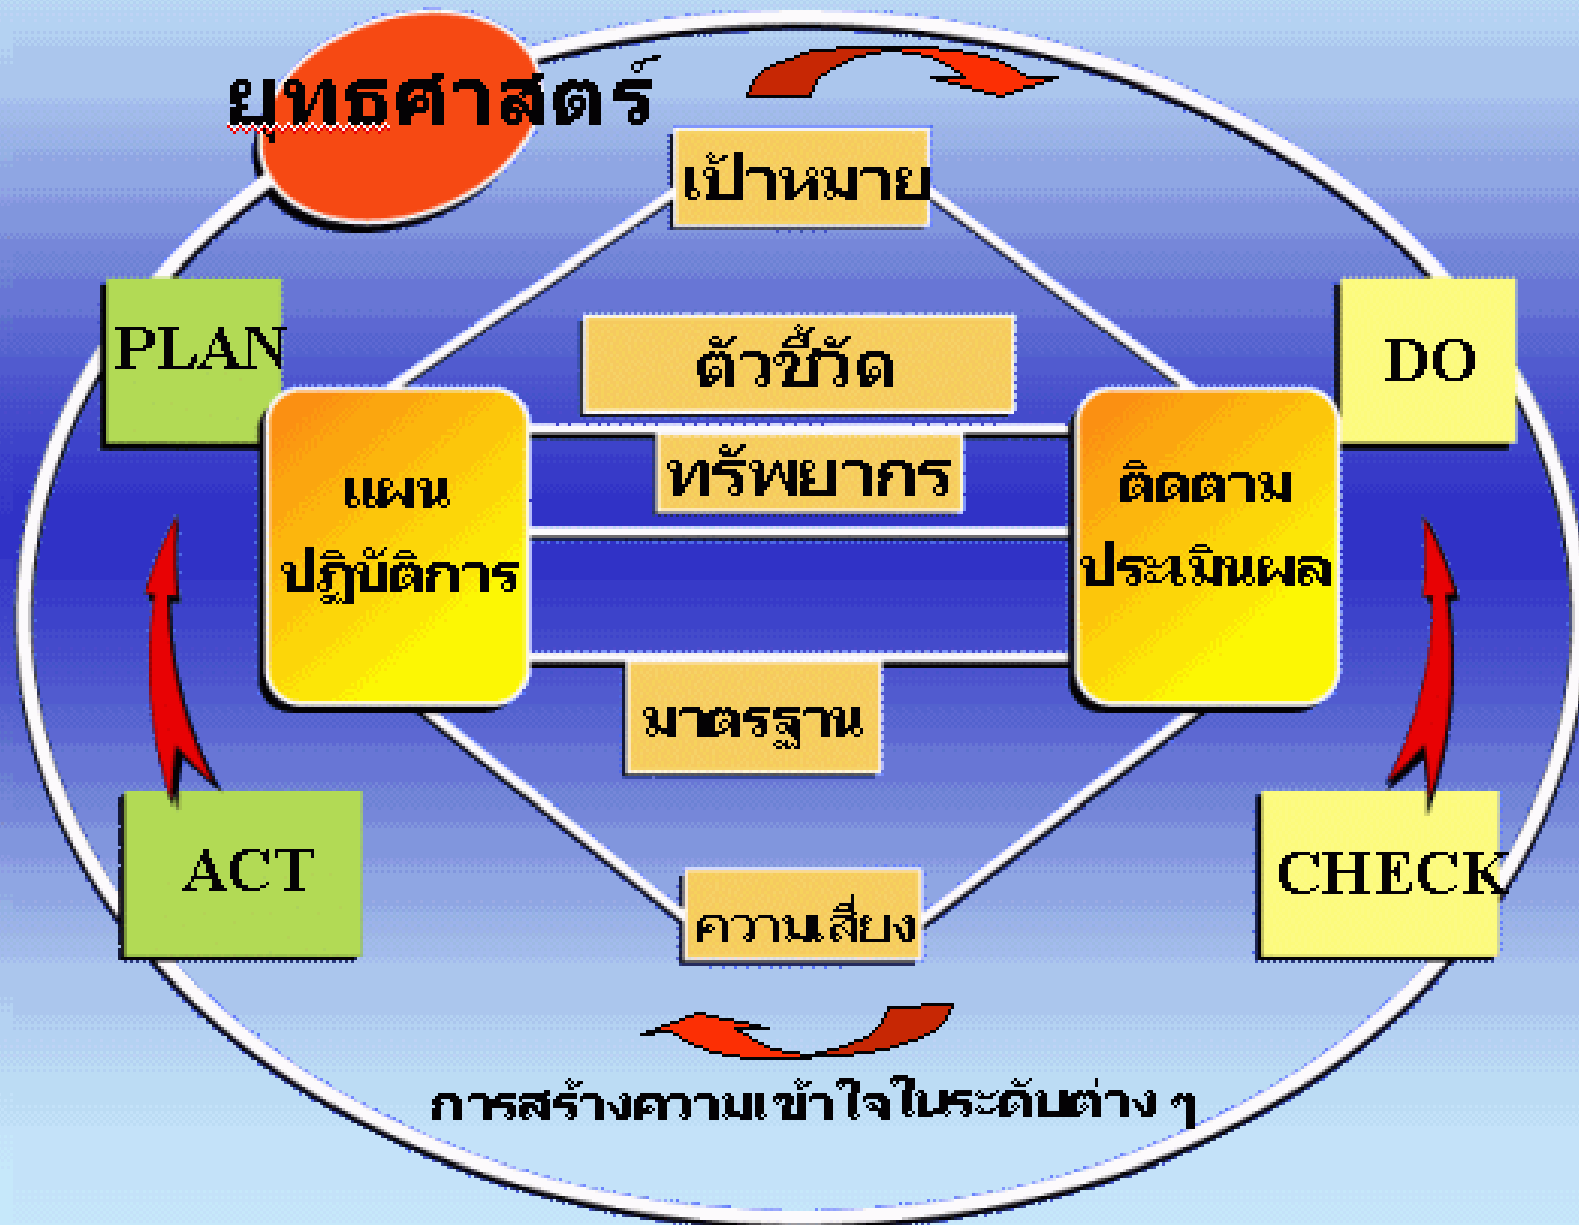 ยุทธศาสตร์
เป้าหมาย
PLAN
ตัวชี้วัด
DO
ทรัพยากร
แผน
ปฏิบัติการ
ติดตาม
ประเมินผล
มาตรฐาน
ACT
CHECK
ความเสี่ยง
การสร้างความเข้าใจในระดับต่าง ๆ